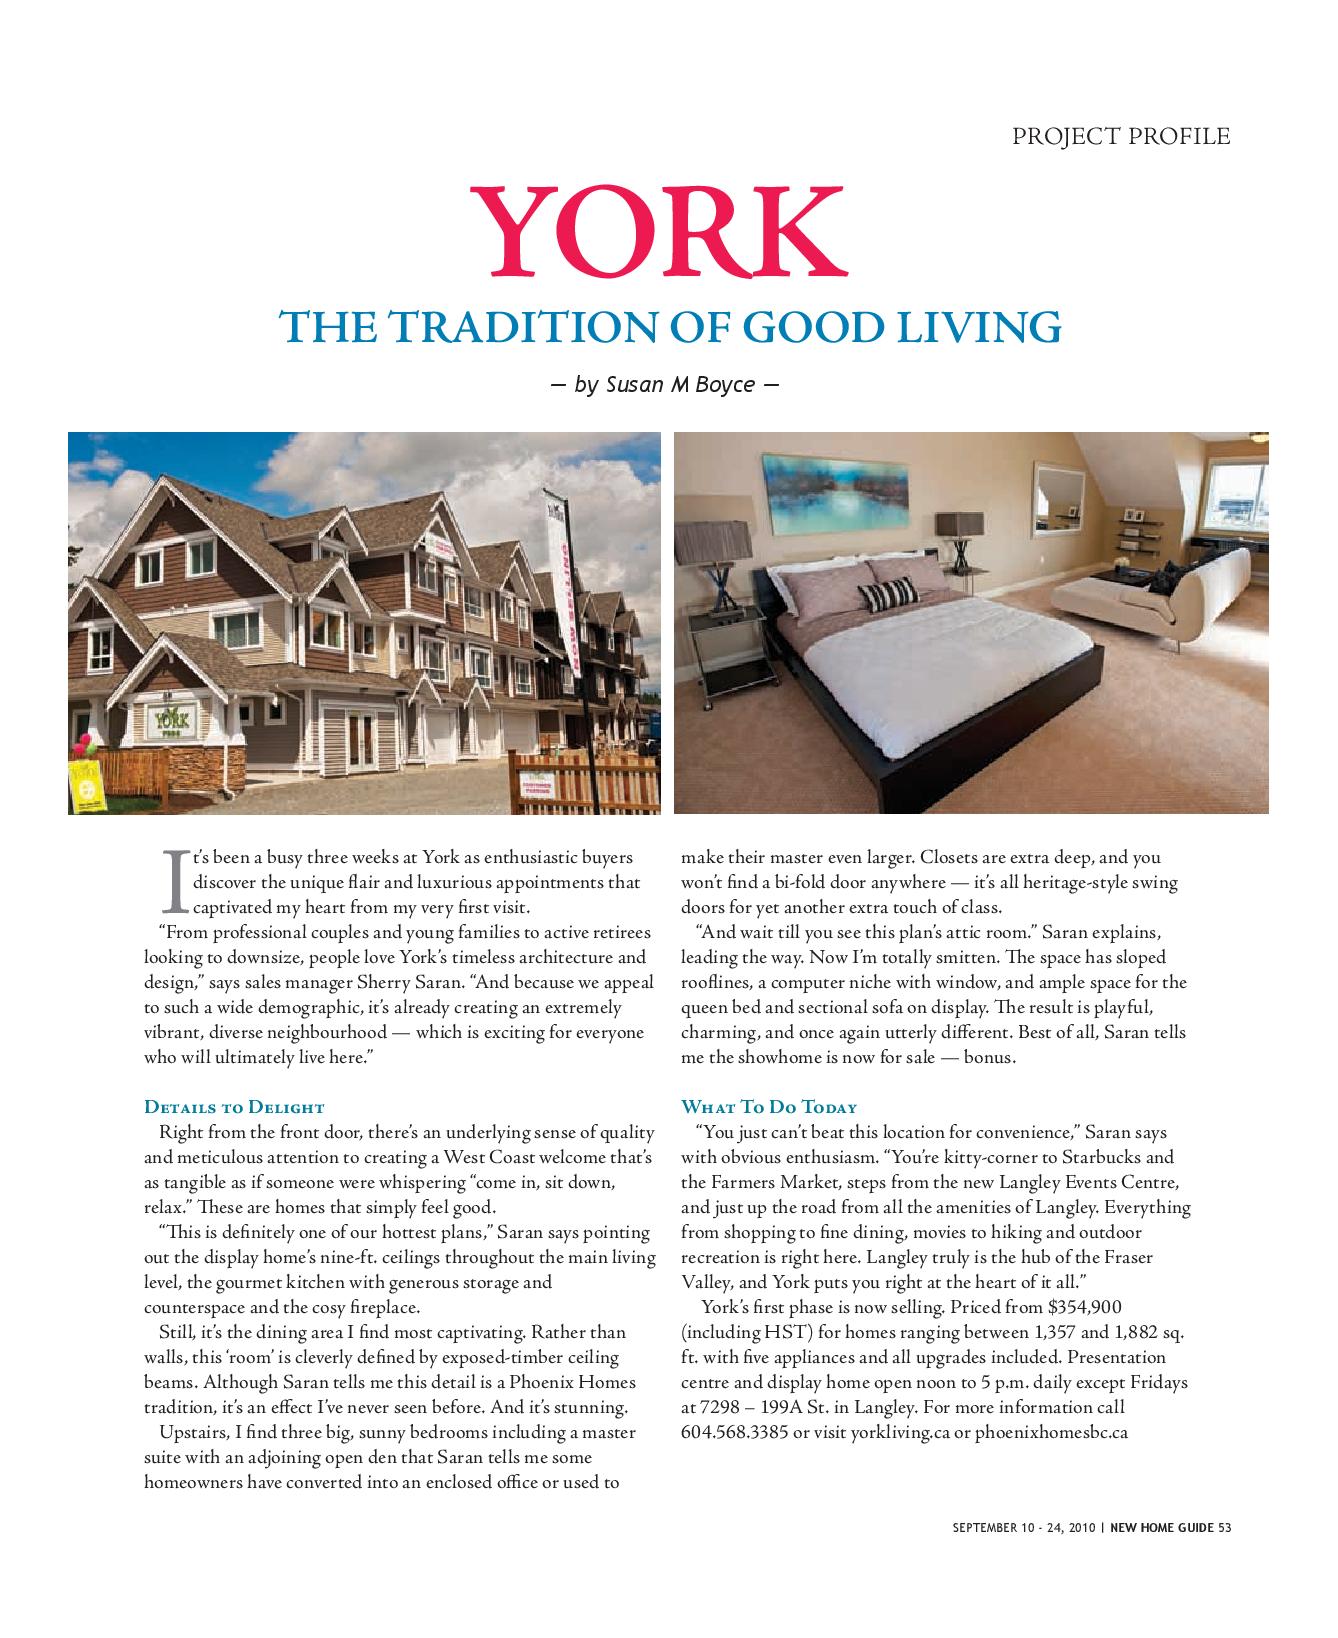 PROJECT PROFILE
YORK
THE TRADITION OF GOOD LIVING
— by Susan M Boyce —
NOW SELLING
YORK
It’s been a busy three weeks at York as enthusiastic buyers
discover the unique flair and luxurious appointments that
captivated my heart from my very first visit.
“From professional couples and young families to active retirees
looking to downsize, people love York’s timeless architecture and
design,” says sales manager Sherry Saran. “And because we appeal
to such a wide demographic, it’s already creating an extremely
vibrant, diverse neighbourhood — which is exciting for everyone
who will ultimately live here.”
Details to Delight
Right from the front door, there’s an underlying sense of quality
and meticulous attention to creating a West Coast welcome that’s
as tangible as if someone were whispering “come in, sit down,
relax.” These are homes that simply feel good.
“This is definitely one of our hottest plans,” Saran says pointing
out the display home’s nine-ft. ceilings throughout the main living
level, the gourmet kitchen with generous storage and
counterspace and the cosy fireplace.
Still, it’s the dining area I find most captivating. Rather than
walls, this ‘room’ is cleverly defined by exposed-timber ceiling
beams. Although Saran tells me this detail is a Phoenix Homes
tradition, it’s an effect I’ve never seen before. And it’s stunning.
Upstairs, I find three big, sunny bedrooms including a master
suite with an adjoining open den that Saran tells me some
homeowners have converted into an enclosed office or used to
make their master even larger. Closets are extra deep, and you
won’t find a bi-fold door anywhere — it’s all heritage-style swing
doors for yet another extra touch of class.
“And wait till you see this plan’s attic room.” Saran explains,
leading the way. Now I’m totally smitten. The space has sloped
rooflines, a computer niche with window, and ample space for the
queen bed and sectional sofa on display. The result is playful,
charming, and once again utterly different. Best of all, Saran tells
me the showhome is now for sale — bonus.
What To Do Today
“You just can’t beat this location for convenience,” Saran says
with obvious enthusiasm. “You’re kitty-corner to Starbucks and
the Farmers Market, steps from the new Langley Events Centre,
and just up the road from all the amenities of Langley. Everything
from shopping to fine dining, movies to hiking and outdoor
recreation is right here. Langley truly is the hub of the Fraser
Valley, and York puts you right at the heart of it all.”
York’s first phase is now selling. Priced from $354,900
(including HST) for homes ranging between 1,357 and 1,882 sq.
ft. with five appliances and all upgrades included. Presentation
centre and display home open noon to 5 p.m. daily except Fridays
at 7298 – 199A St. in Langley. For more information call
604.568.3385 or visit yorkliving.ca or phoenixhomesbc.ca
SEPTEMBER 10 - 24, 2010 | NEW HOME GUIDE 53